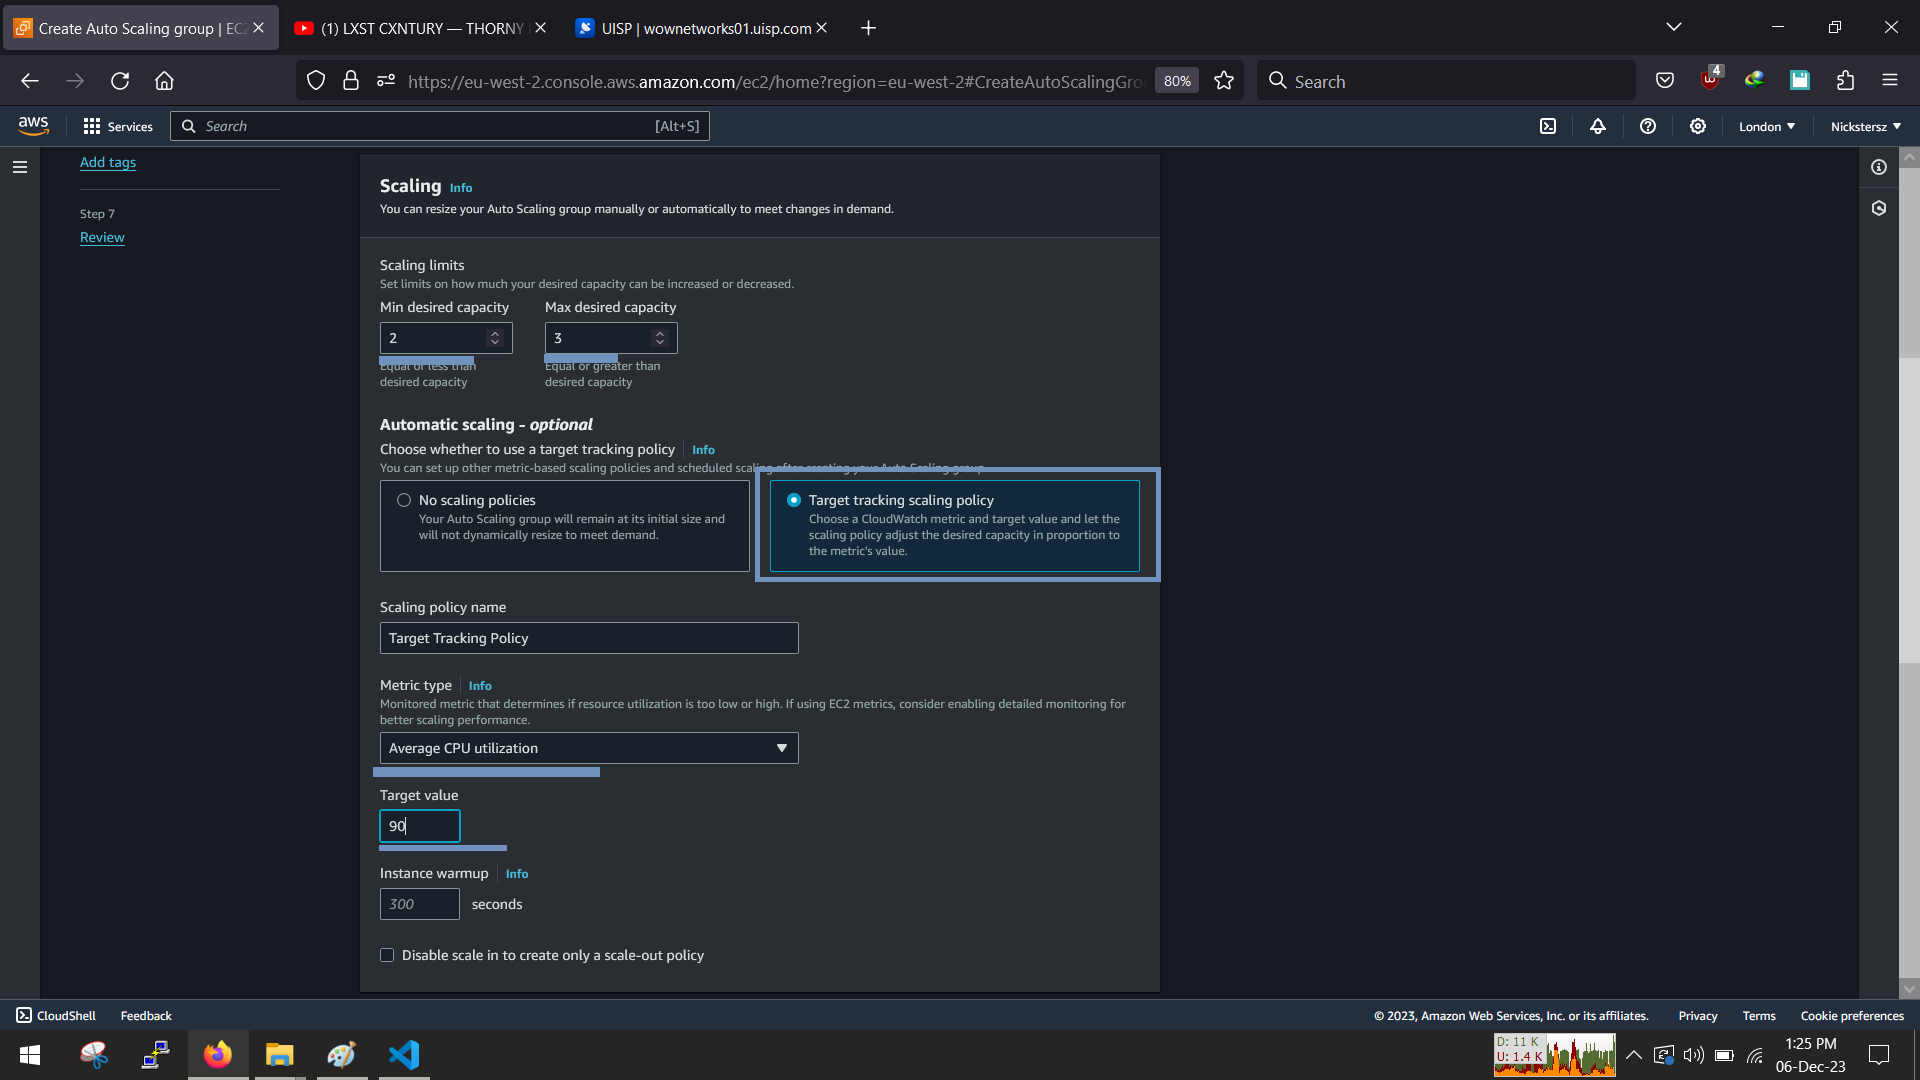 Create Auto Scaling group | EC2
(1) LXST CXNTURY — THORNY
UISP | wownetworks01.uisp.com
https://eu-west-2.console.aws.amazon.com/ec2/home?region=eu-west-2#CreateAutoScalingGro
80%
Search
4
aws
Services
Search
[Alt+S]
London
Nickstersz
Add tags
Step 7
Review
Scaling Info
You can resize your Auto Scaling group manually or automatically to meet changes in demand.
Scaling limits
Set limits on how much your desired capacity can be increased or decreased.
Min desired capacity
Max desired capacity
2
3
Equal or less than
desired capacity
Equal or greater than
desired capacity
Automatic scaling - optional
Choose whether to use a target tracking policy Info
You can set up other metric-based scaling policies and scheduled scaling after creating your Auto Scaling group.
No scaling policies
Your Auto Scaling group will remain at its initial size and
will not dynamically resize to meet demand.
Target tracking scaling policy
Choose a CloudWatch metric and target value and let the
scaling policy adjust the desired capacity in proportion to
the metric's value.
Scaling policy name
Target Tracking Policy
Metric type Info
Monitored metric that determines if resource utilization is too low or high. If using EC2 metrics, consider enabling detailed monitoring for
better scaling performance.
Average CPU utilization
Target value
90
Instance warmup Info
300
seconds
Disable scale in to create only a scale-out policy
CloudShell
Feedback
© 2023, Amazon Web Services, Inc. or its affiliates.
Privacy
Terms
Cookie preferences
D: 11 K
U: 1.4 K
1:25 PM
06-Dec-23